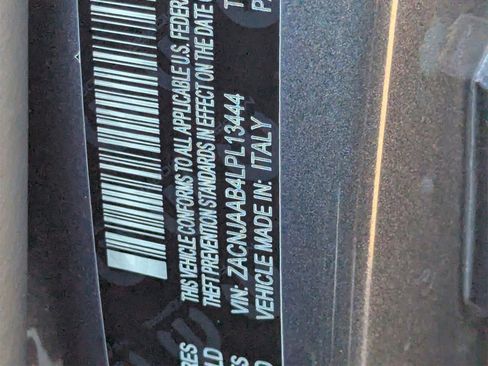 THIS VEHICLE CONFORMS TO ALL APPLICABLE U.S. FEDER
THEFT PREVENTION STANDARDS IN EFFECT ON THE DATE
VIN: ZACNJAAB4LPL13444
VEHICLE MADE IN: ITALY